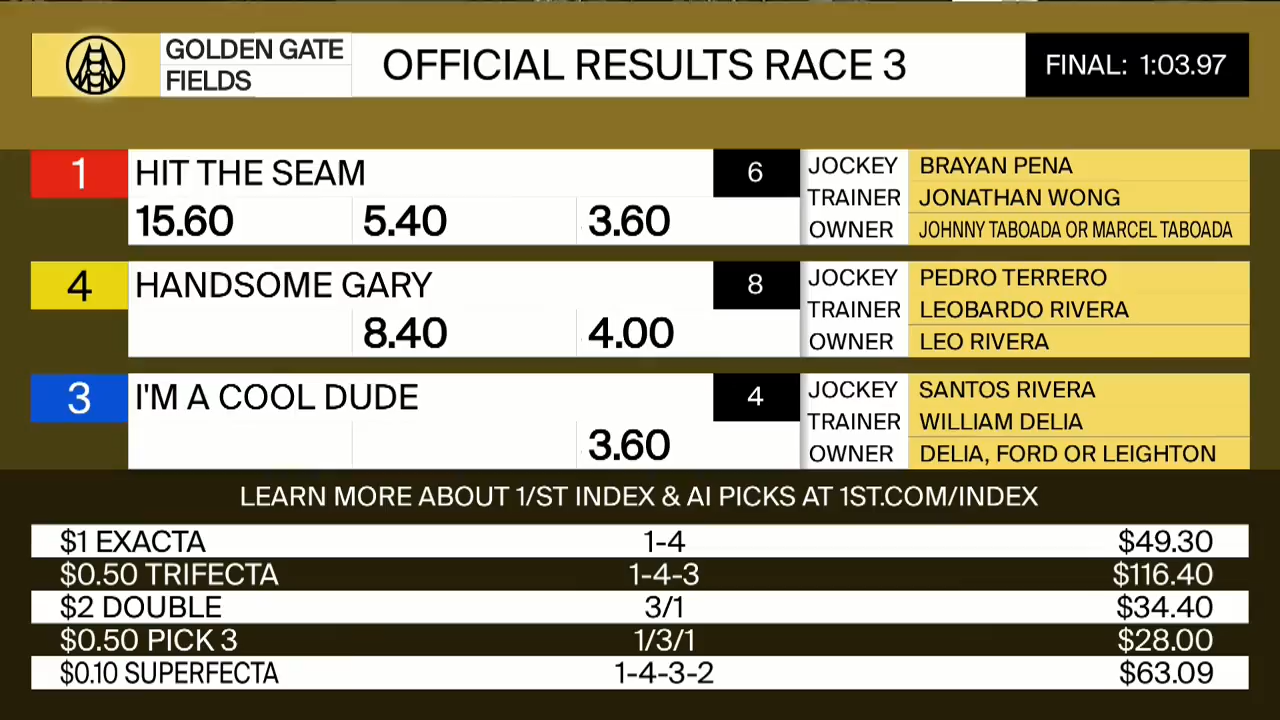 GOLDEN GATE
FIELDS
OFFICIAL RESULTS RACE 3
FINAL: 1:03.97
1 HIT THE SEAM 6
15.60 5.40 3.60
JOCKEY BRAYAN PENA
TRAINER JONATHAN WONG
OWNER JOHNNY TABOADA OR MARCEL TABOADA
4 HANDSOME GARY 8
8.40 4.00
JOCKEY PEDRO TERRERO
TRAINER LEOBARDO RIVERA
OWNER LEO RIVERA
3 I'M A COOL DUDE 4
3.60
JOCKEY SANTOS RIVERA
TRAINER WILLIAM DELIA
OWNER DELIA, FORD OR LEIGHTON
LEARN MORE ABOUT 1/ST INDEX & AI PICKS AT 1ST.COM/INDEX
$1 EXACTA 1-4 $49.30
$0.50 TRIFECTA 1-4-3 $116.40
$2 DOUBLE 3/1 $34.40
$0.50 PICK 3 1/3/1 $28.00
$0.10 SUPERFECTA 1-4-3-2 $63.09